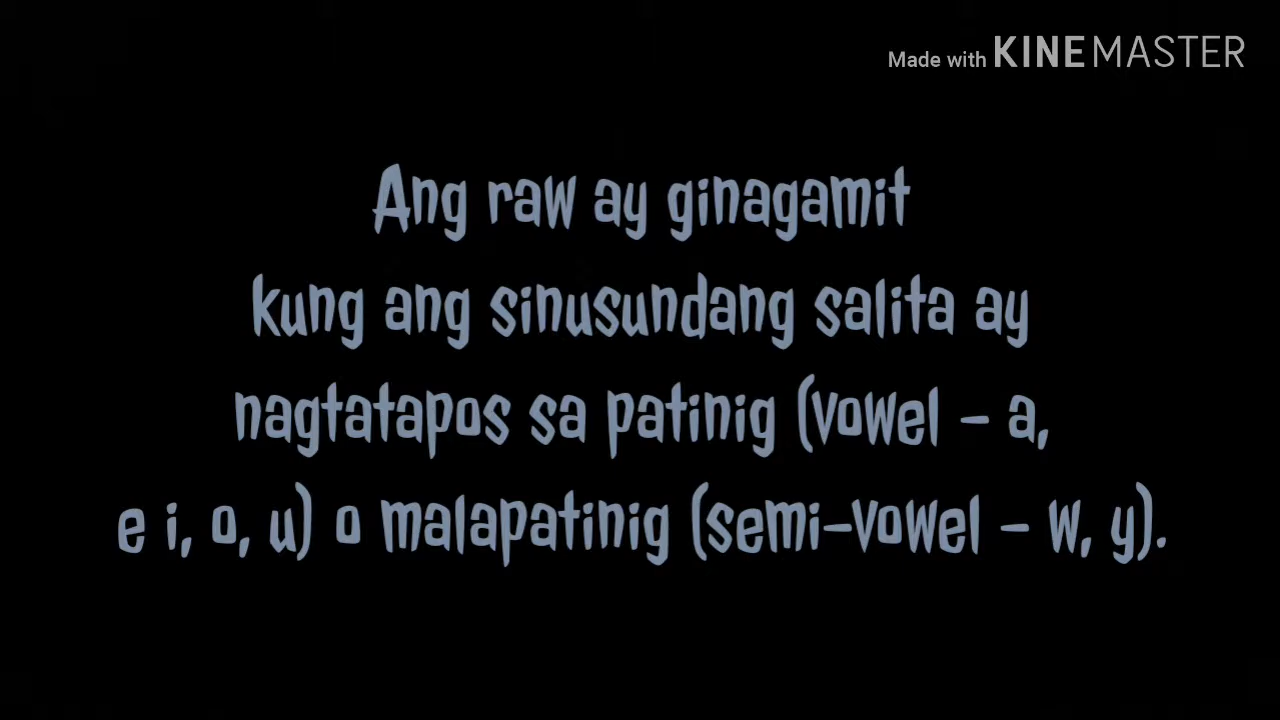 Made with KINEMASTER
Ang raw ay ginagamit
kung ang sinusundang salita ay
nagtatapos sa patinig (vowel - a,
e i, o, u) o malapatinig (semi-vowel - w, y).